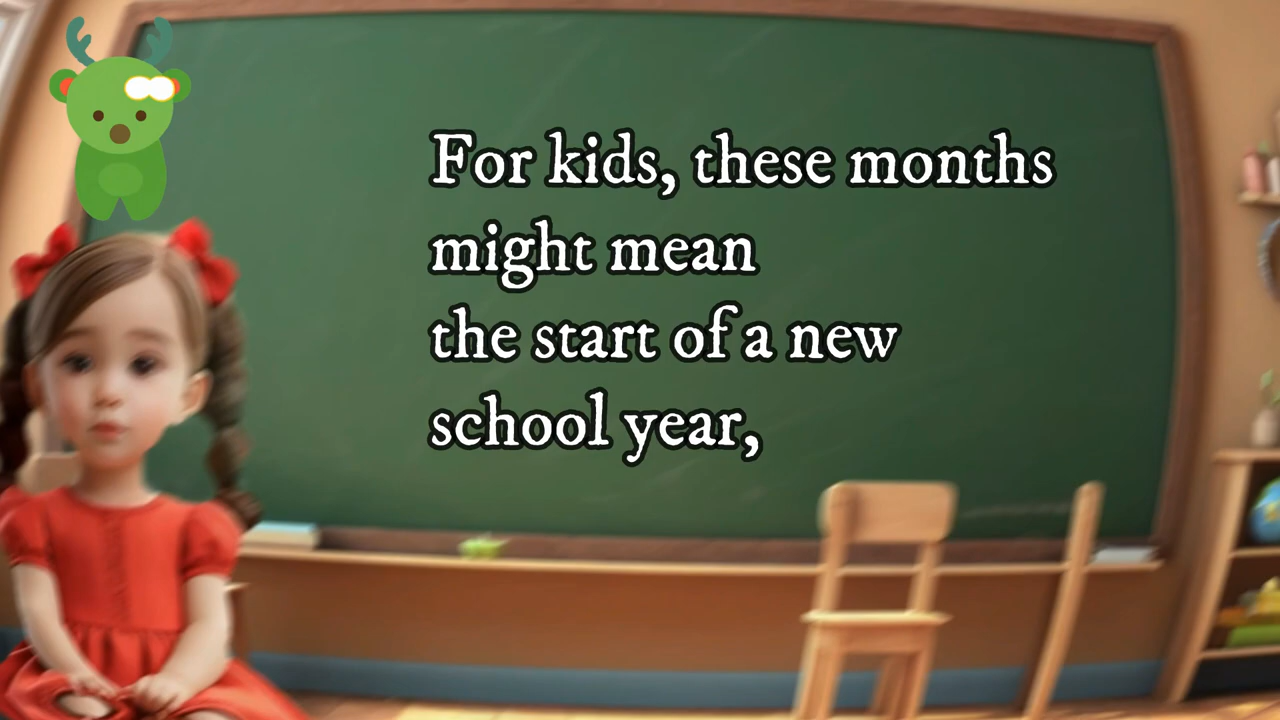 For kids, these months
might mean
the start of a new
school year,